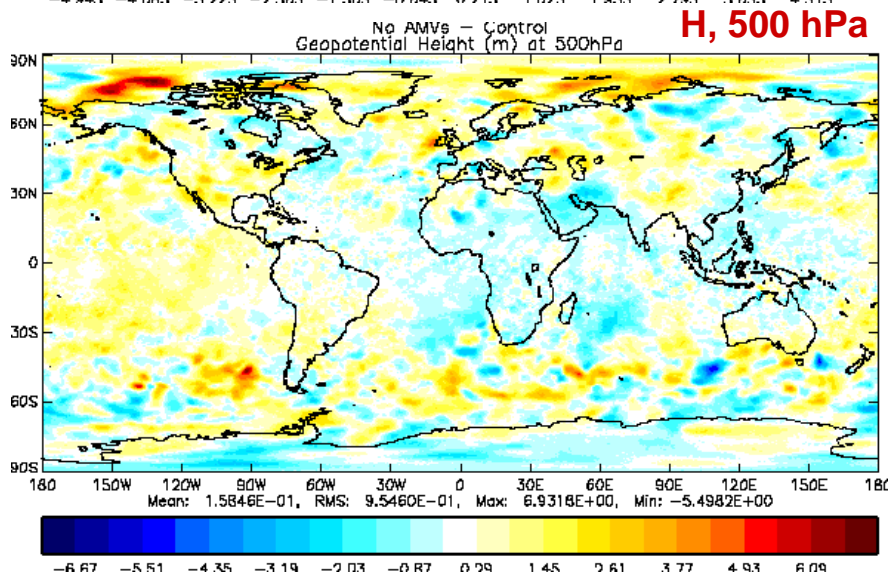 H, 500 hPa
No AMVs – Control
Geopotential Height (m) at 500hPa
90N
60N
30N
0
30S
60S
90S
180 150W 120W 90W 60W 30W 0 30E 60E 90E 120E 150E 180
Mean: 1.5846E-01, RMS: 9.5460E-01, Max: 6.9318E+00, Min: -5.4982E+00
-6.67 -5.51 -4.35 -3.19 -2.03 -0.87 0.29 1.45 2.61 3.77 4.93 6.09